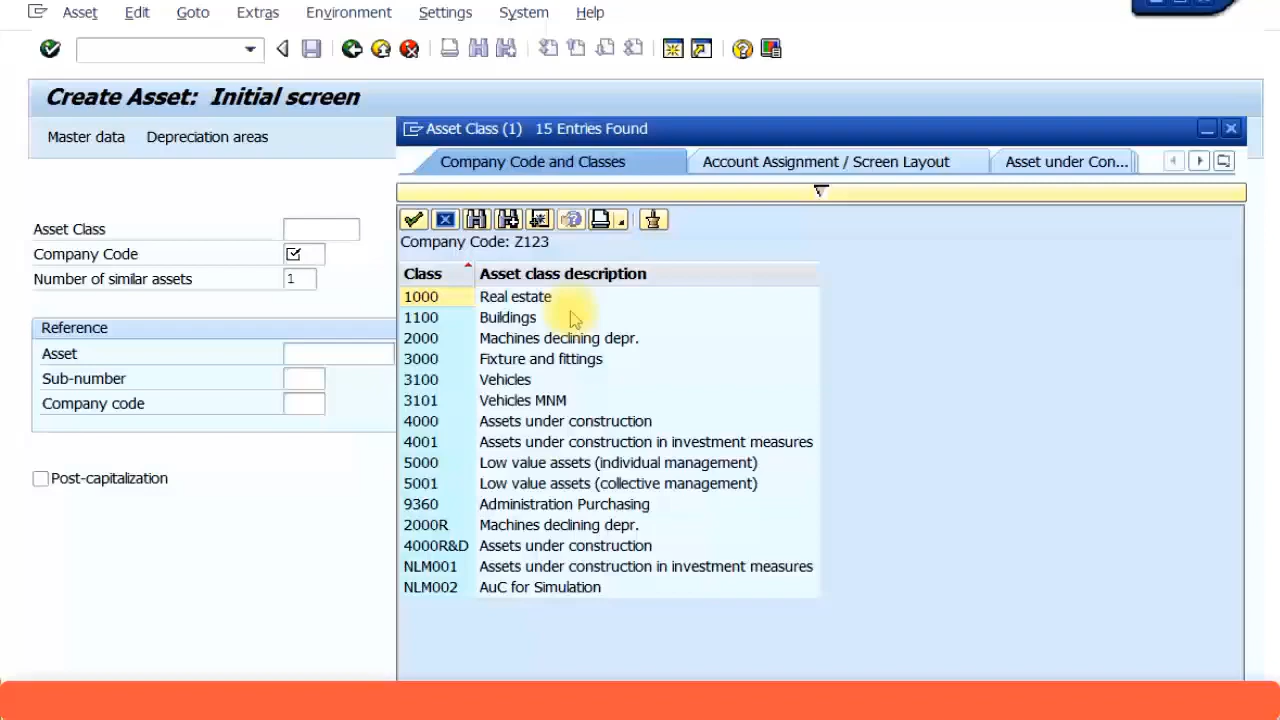 Asset Edit Goto Extras Environment Settings System Help
Create Asset: Initial screen
Master data Depreciation areas
Asset Class
Company Code
Number of similar assets 1
Reference
Asset
Sub-number
Company code
Post-capitalization
Asset Class (1) 15 Entries Found
Company Code and Classes Account Assignment / Screen Layout Asset under Con...
Company Code: Z123
Class Asset class description
1000 Real estate
1100 Buildings
2000 Machines declining depr.
3000 Fixture and fittings
3100 Vehicles
3101 Vehicles MNM
4000 Assets under construction
4001 Assets under construction in investment measures
5000 Low value assets (individual management)
5001 Low value assets (collective management)
9360 Administration Purchasing
2000R Machines declining depr.
4000R&D Assets under construction
NLM001 Assets under construction in investment measures
NLM002 AuC for Simulation